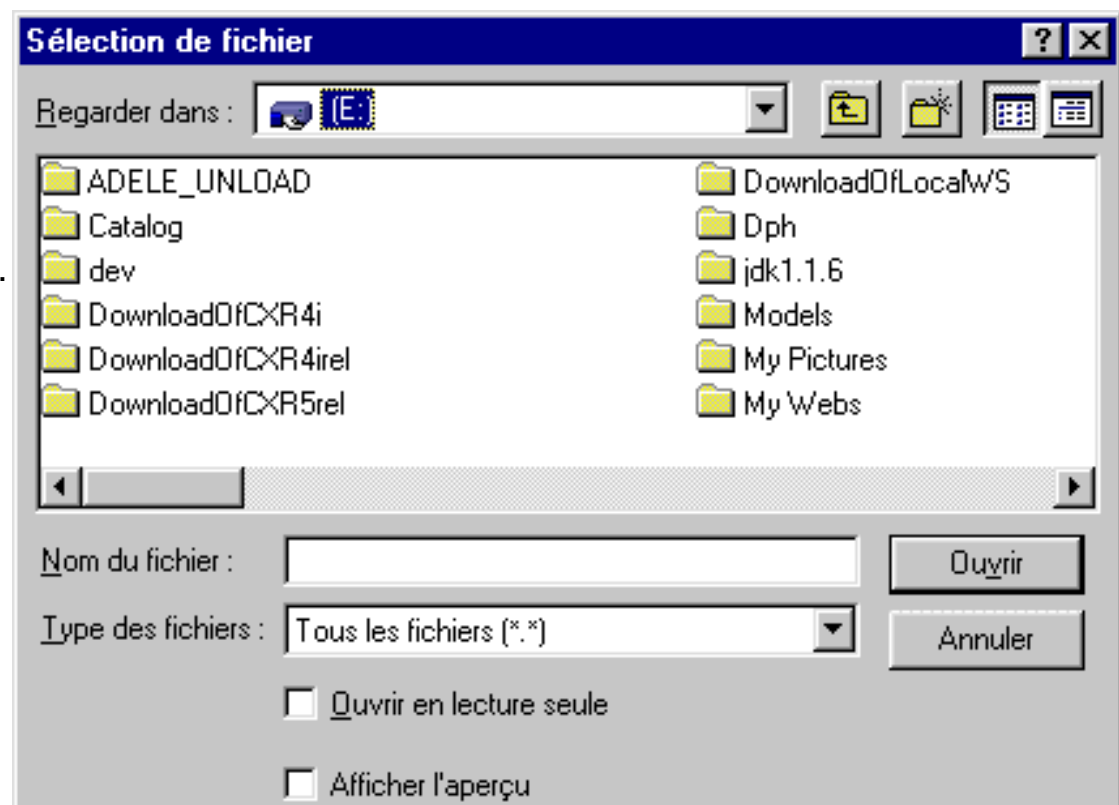 Sélection de fichier
Regarder dans : (E:)
ADELE_UNLOAD
Catalog
dev
DownloadOfCXR4i
DownloadOfCXR4irel
DownloadOfCXR5rel
DownloadOfLocalWS
Dph
jdk1.1.6
Models
My Pictures
My Webs
.
Nom du fichier :
Ouvrir
Type des fichiers : Tous les fichiers (*.*)
Annuler
Ouvrir en lecture seule
Afficher l'aperçu